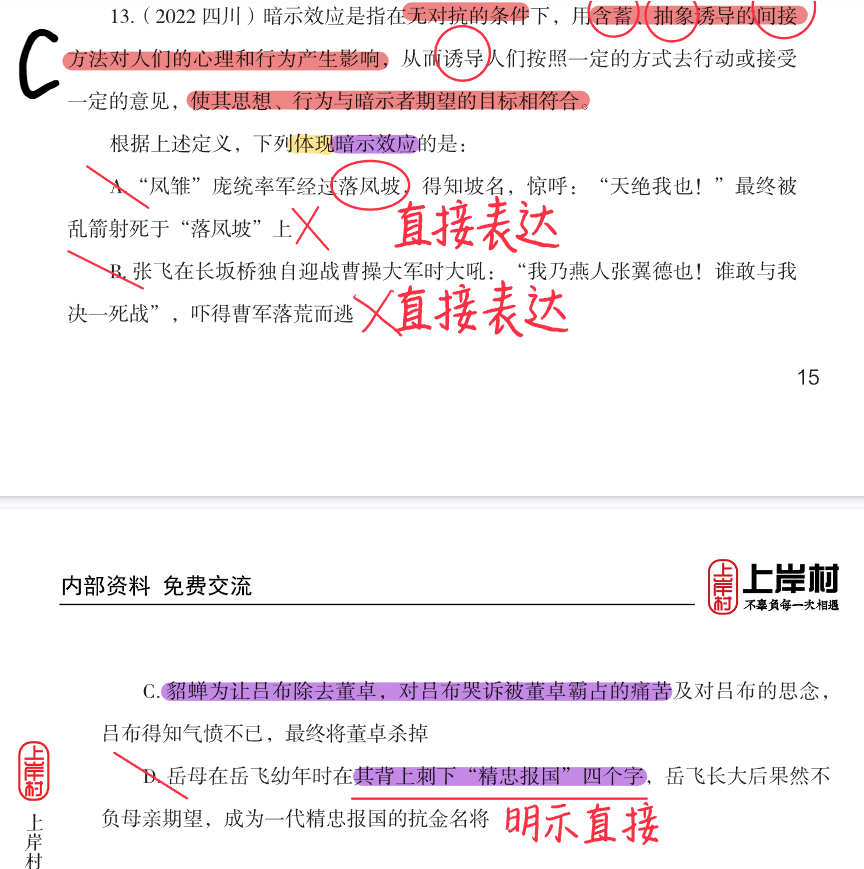 13.（2022 四川）暗示效应是指在无对抗的条件下，用含蓄、抽象诱导的间接
C
方法对人们的心理和行为产生影响，从而诱导人们按照一定的方式去行动或接受
一定的意见，使其思想、行为与暗示者期望的目标相符合。
根据上述定义，下列体现暗示效应的是：
A.“凤雏”庞统率军经过落凤坡，得知坡名，惊呼：“天绝我也！”最终被
乱箭射死于“落凤坡”上
直接表达
B. 张飞在长坂桥独自迎战曹操大军时大吼：“我乃燕人张翼德也！谁敢与我
决一死战”，吓得曹军落荒而逃
直接表达
15
内部资料 免费交流
上岸村
上岸村
不辜负每一次相遇
C. 貂蝉为让吕布除去董卓，对吕布哭诉被董卓霸占的痛苦及对吕布的思念，
吕布得知气愤不已，最终将董卓杀掉
D. 岳母在岳飞幼年时在其背上刺下“精忠报国”四个字，岳飞长大后果然不
负母亲期望，成为一代精忠报国的抗金名将
明示直接
上岸村
上岸村